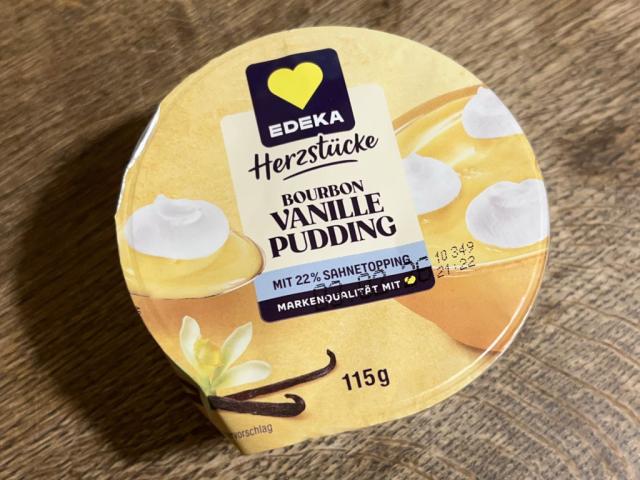 EDEKA
Herzstücke
BOURBON
VANILLE
PUDDING
MIT 22% SAHNETOPPING
MARKENQUALITÄT MIT
10 349
21:22
115g
vorschlag